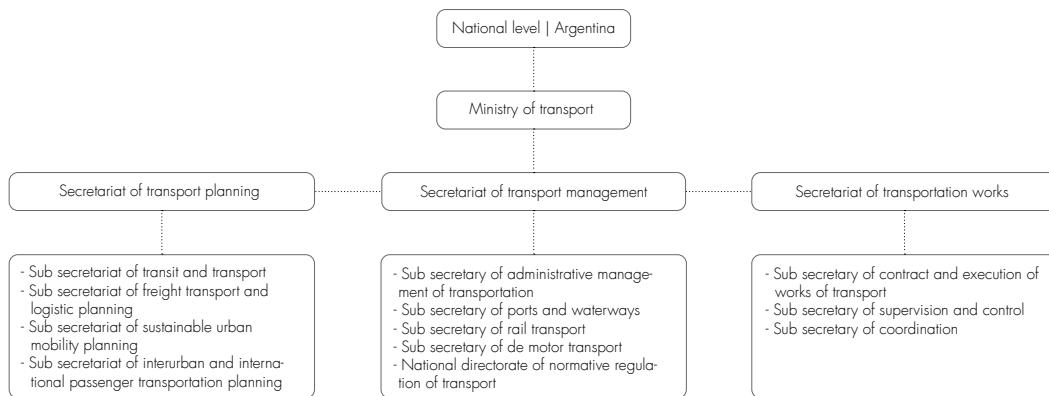 National level | Argentina
Ministry of transport
Secretariat of transport planning
Secretariat of transport management
Secretariat of transportation works
- Sub secretariat of transit and transport
- Sub secretariat of freight transport and
logistic planning
- Sub secretariat of sustainable urban
mobility planning
- Sub secretariat of interurban and interna-
tional passenger transportation planning
- Sub secretary of administrative manage-
ment of transportation
- Sub secretary of ports and waterways
- Sub secretary of rail transport
- Sub secretary of de motor transport
- National directorate of normative regula-
tion of transport
- Sub secretary of contract and execution of
works of transport
- Sub secretary of supervision and control
- Sub secretary of coordination